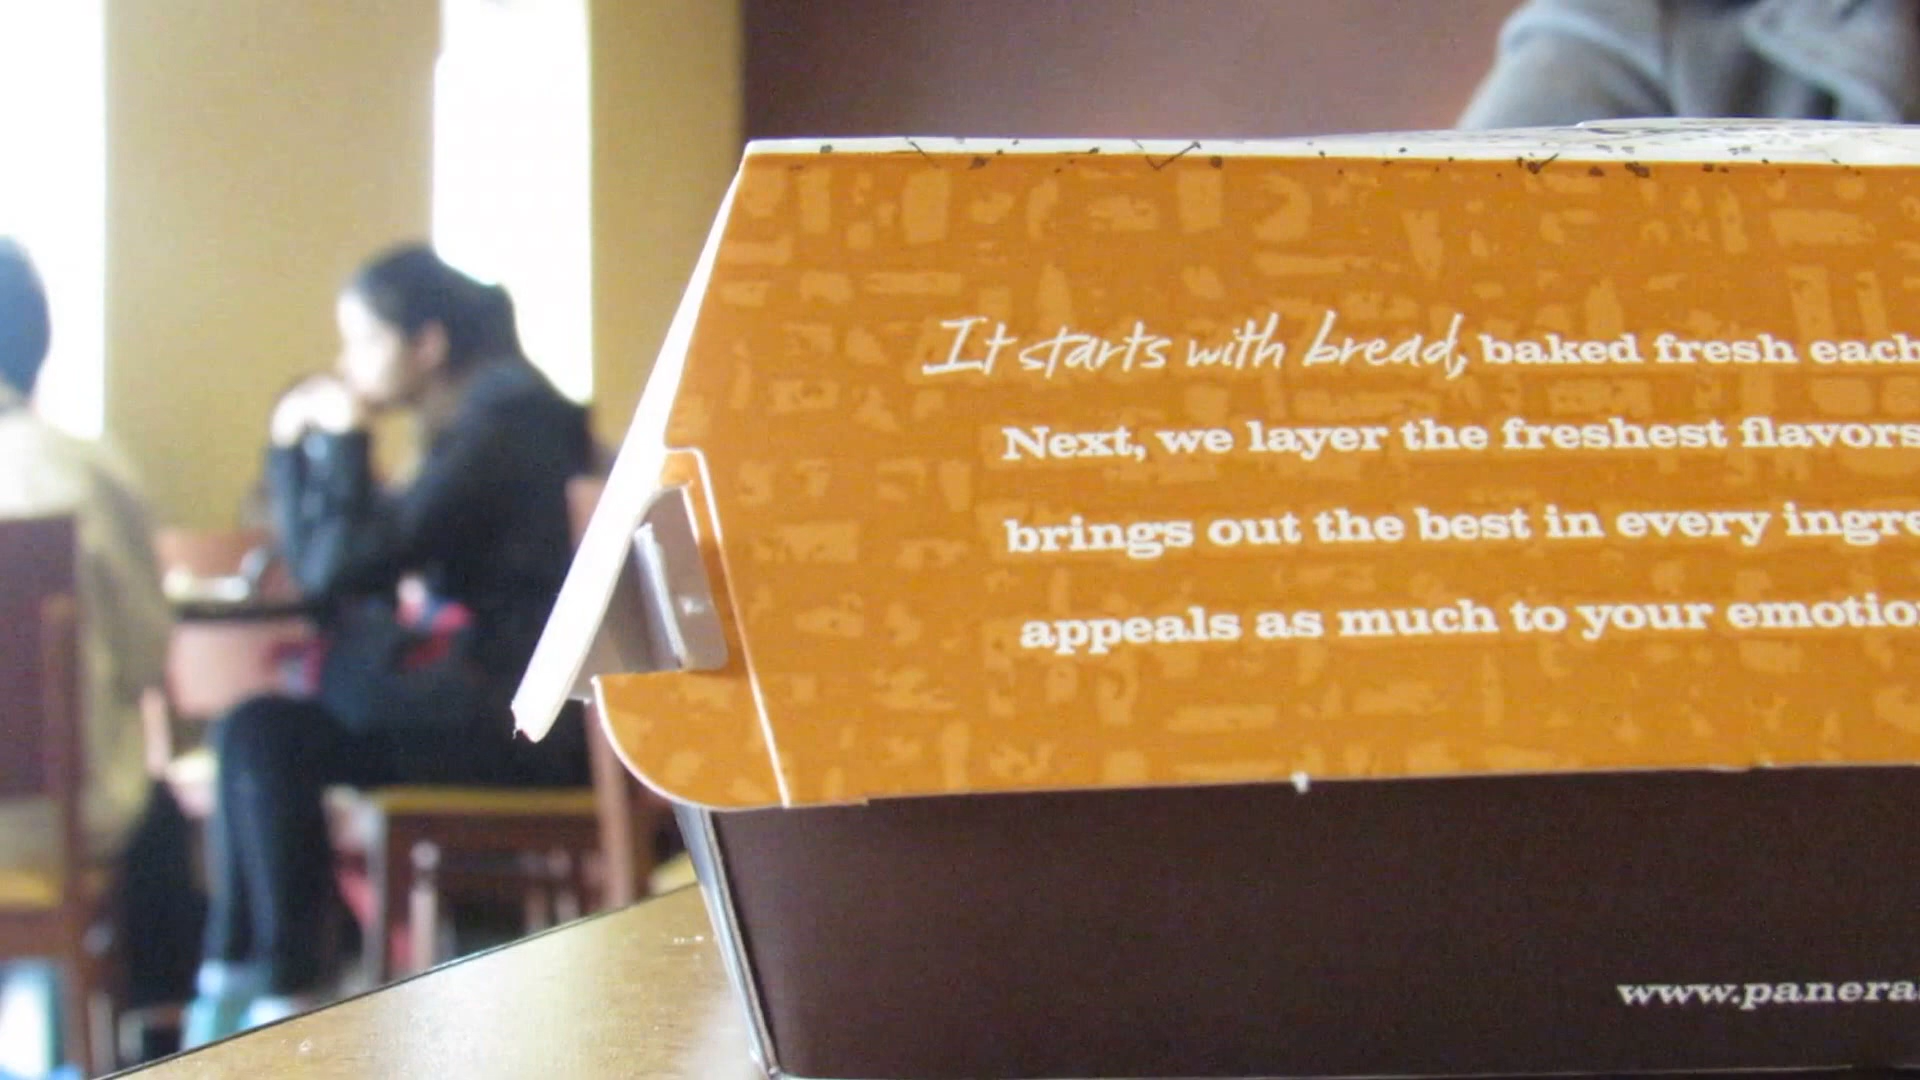 It starts with bread, baked fresh each
Next, we layer the freshest flavors
brings out the best in every ingre
appeals as much to your emotio
www.panera